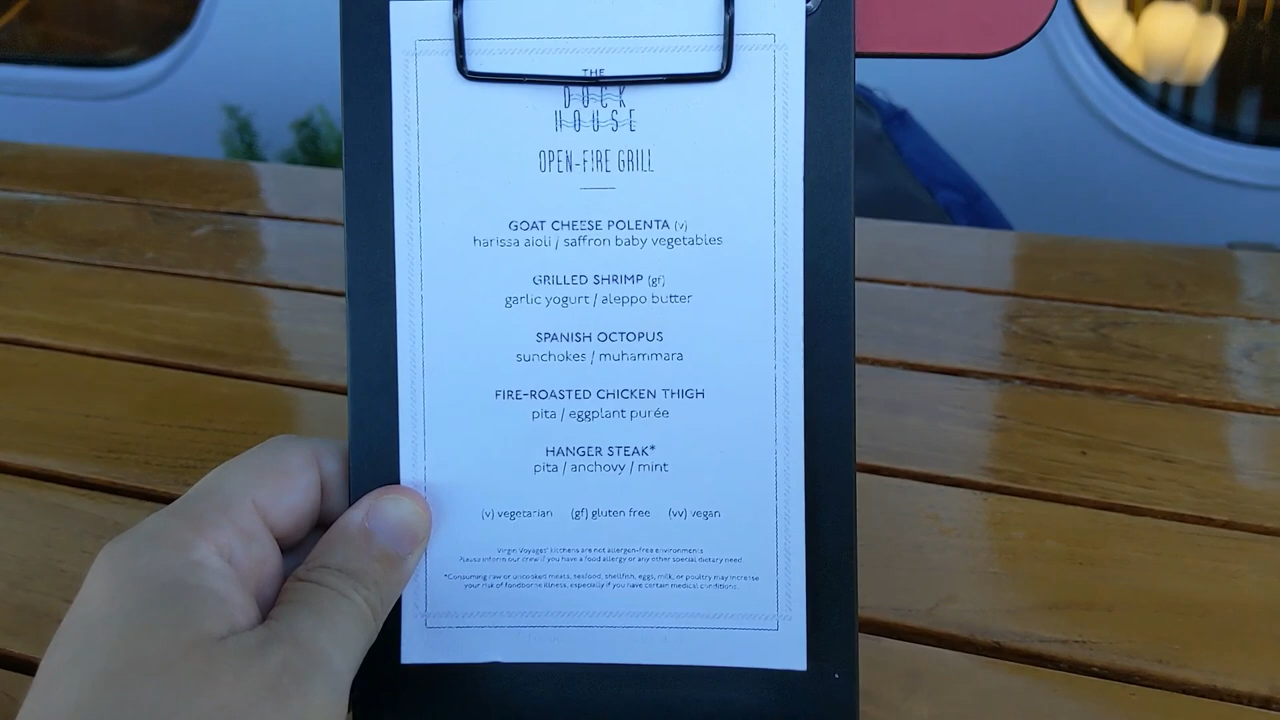 THE
DOCK
HOUSE
OPEN-FIRE GRILL
GOAT CHEESE POLENTA (v)
harissa aioli / saffron baby vegetables
GRILLED SHRIMP (gf)
garlic yogurt / aleppo butter
SPANISH OCTOPUS
sunchokes / muhammara
FIRE-ROASTED CHICKEN THIGH
pita / eggplant purée
HANGER STEAK*
pita / anchovy / mint
(v) vegetarian (gf) gluten free (vv) vegan
Virgin Voyages' kitchens are not allergen-free environments
Please inform our crew if you have a food allergy or any other special dietary need.
*Consuming raw or uncooked meats, seafood, shellfish, eggs, milk, or poultry may increase
your risk of foodborne illness, especially if you have certain medical conditions.